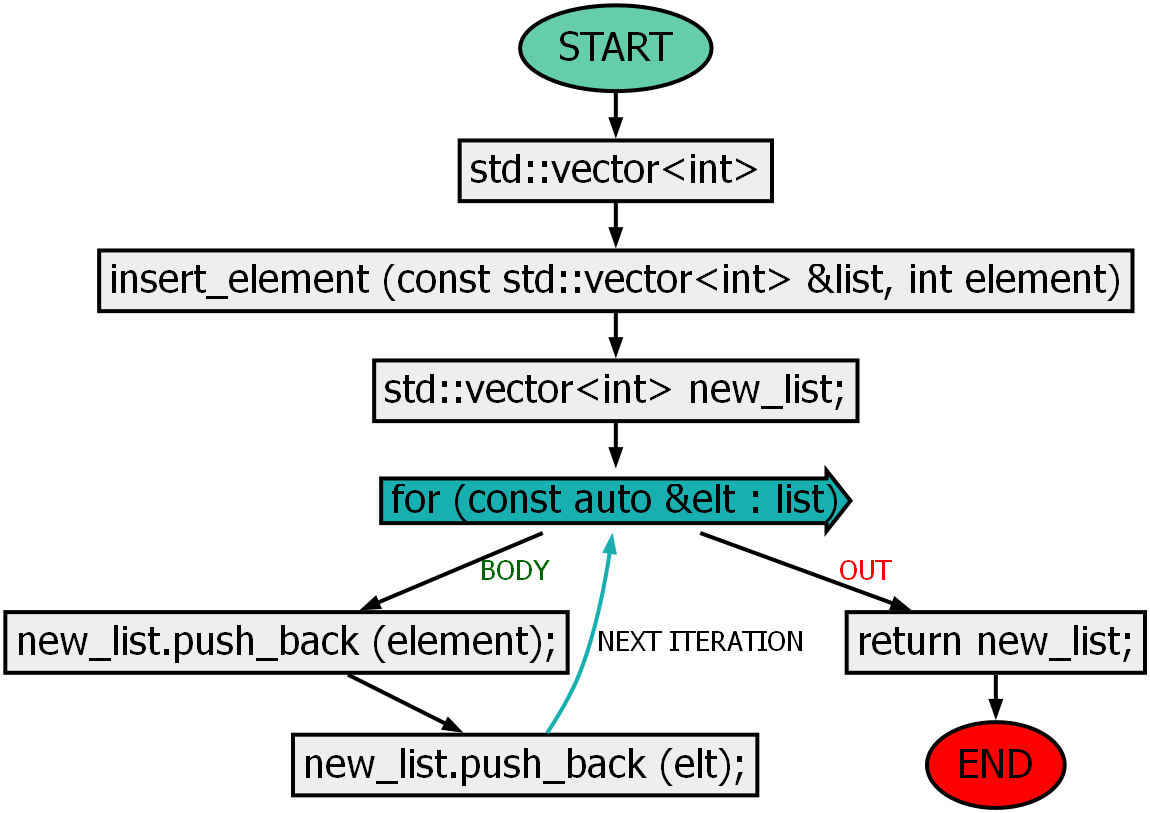 START
std::vector<int>
insert_element (const std::vector<int> &list, int element)
std::vector<int> new_list;
for (const auto &elt : list)
BODY
OUT
new_list.push_back (element);
NEXT ITERATION
return new_list;
new_list.push_back (elt);
END